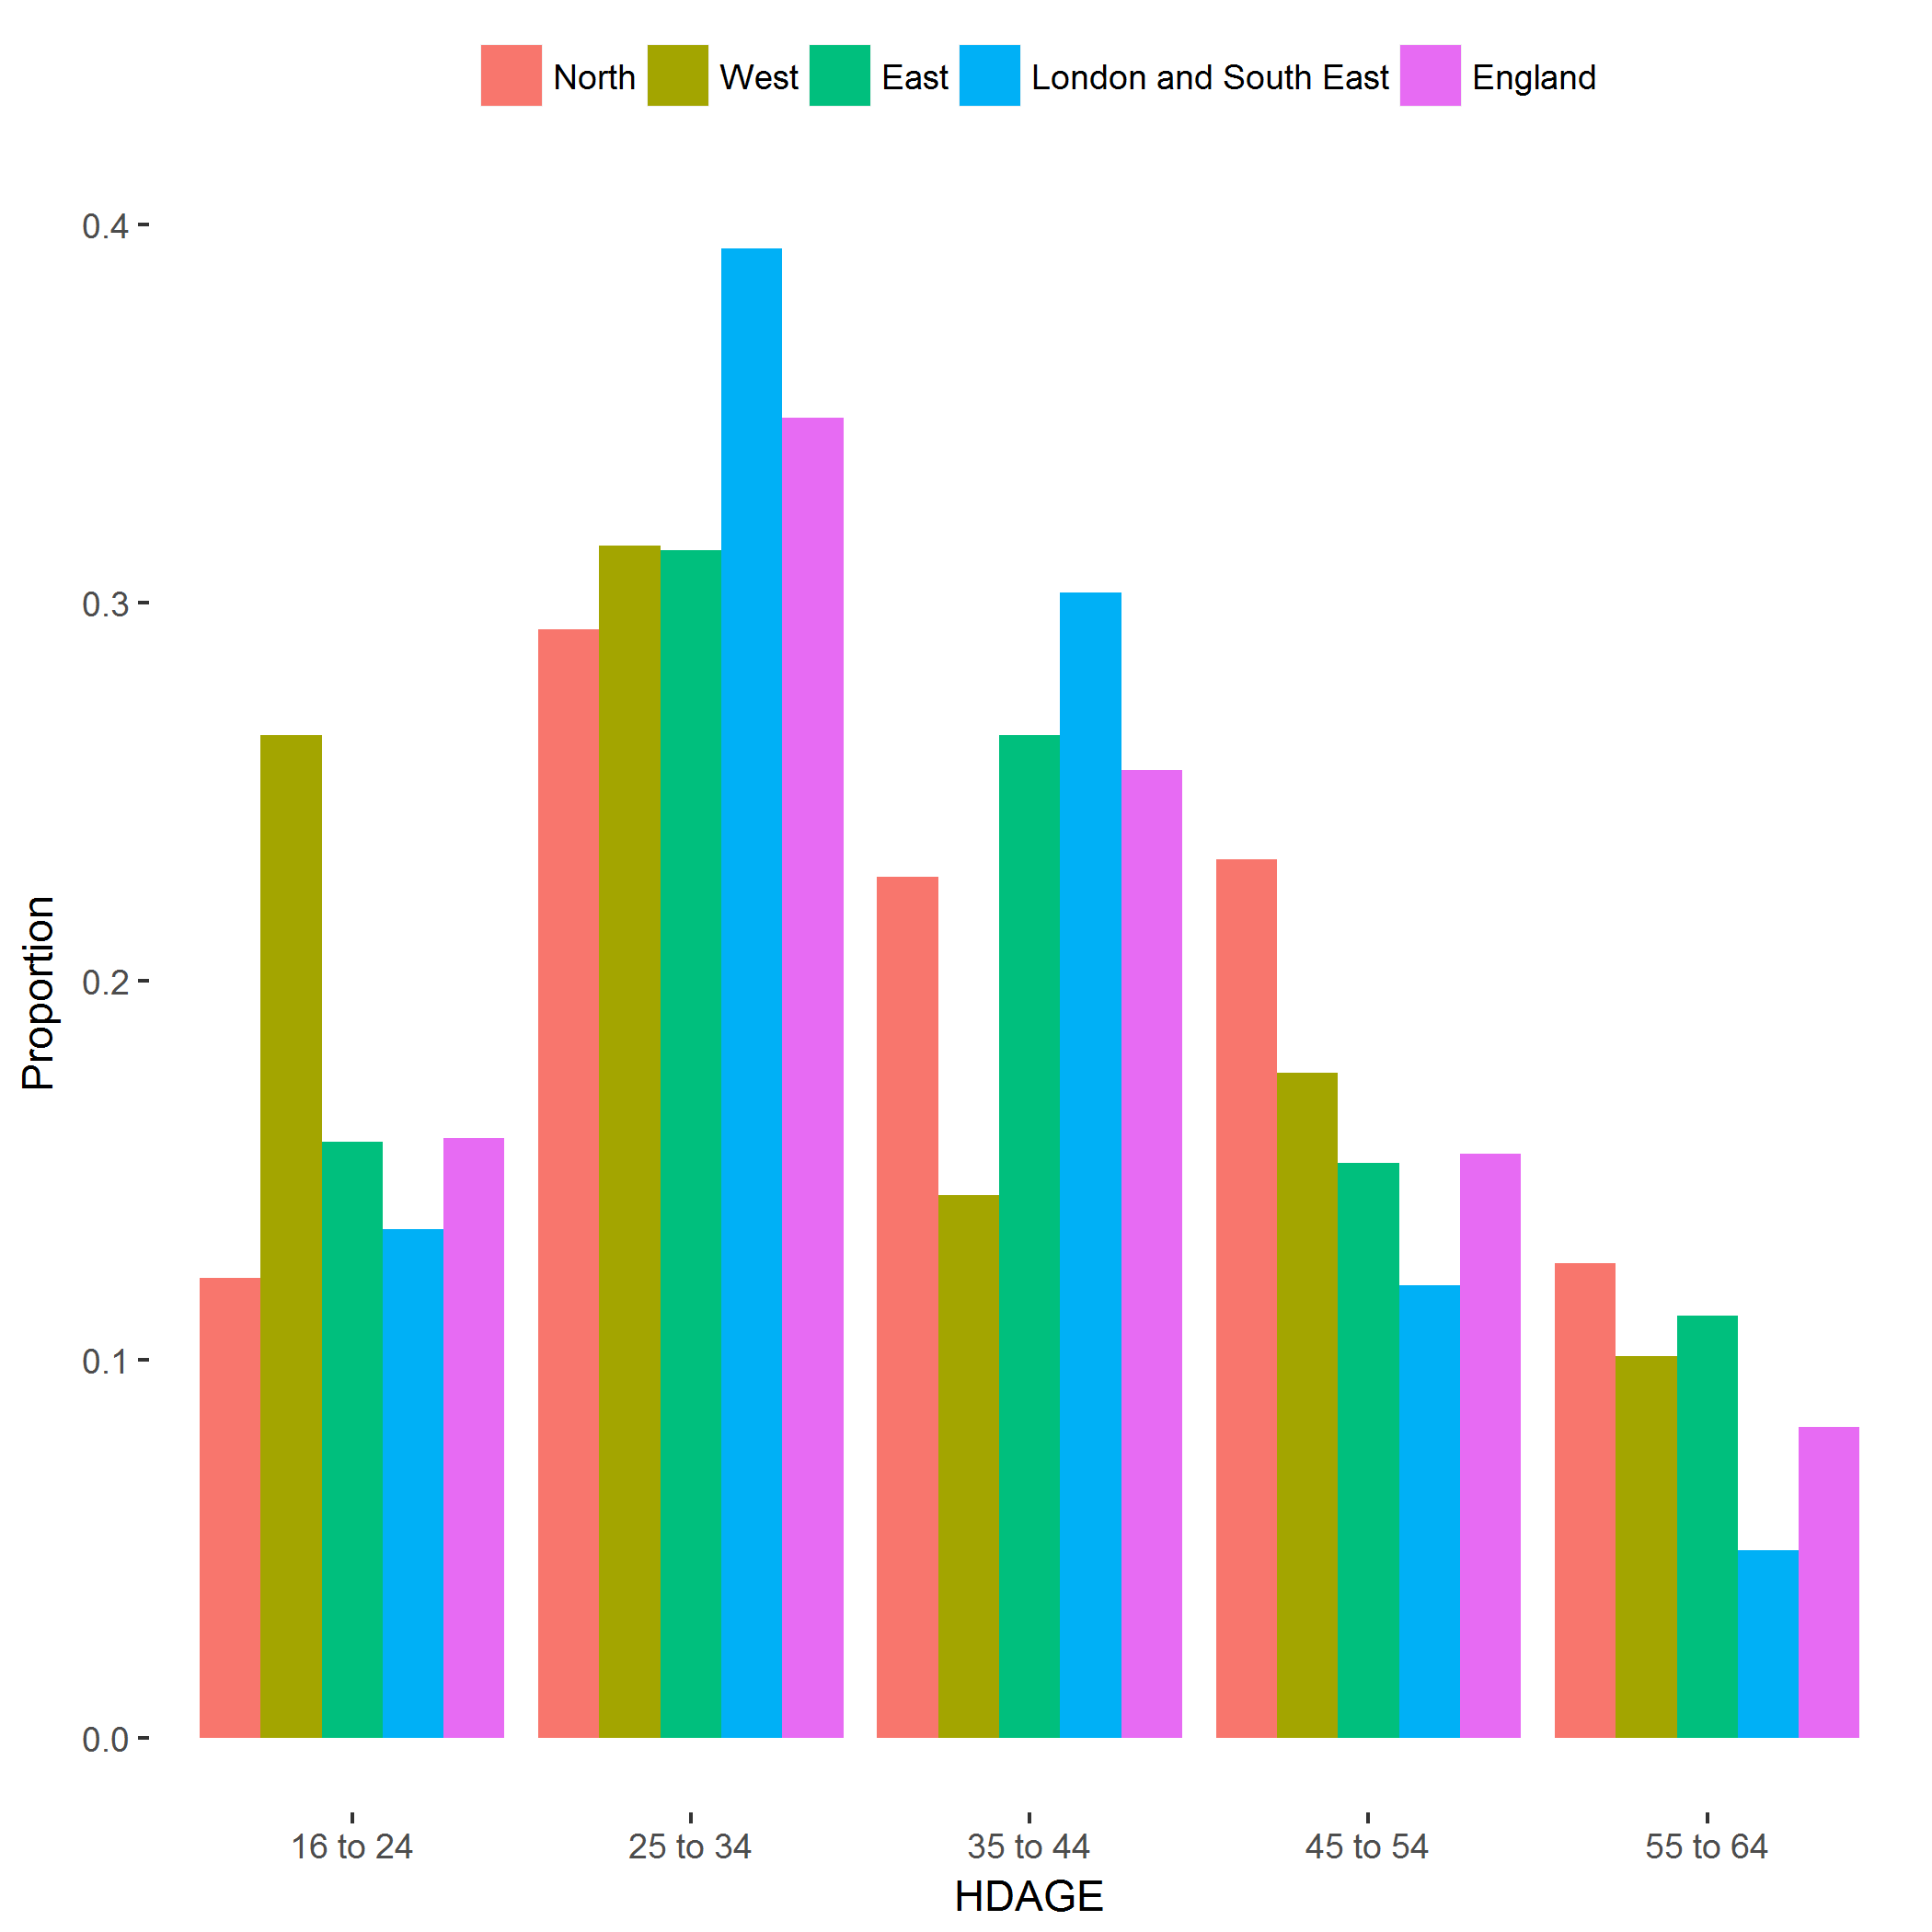 North West East London and South East England
0.4
0.3
0.2
0.1
0.0
Proportion
16 to 24 25 to 34 35 to 44 45 to 54 55 to 64
HDAGE